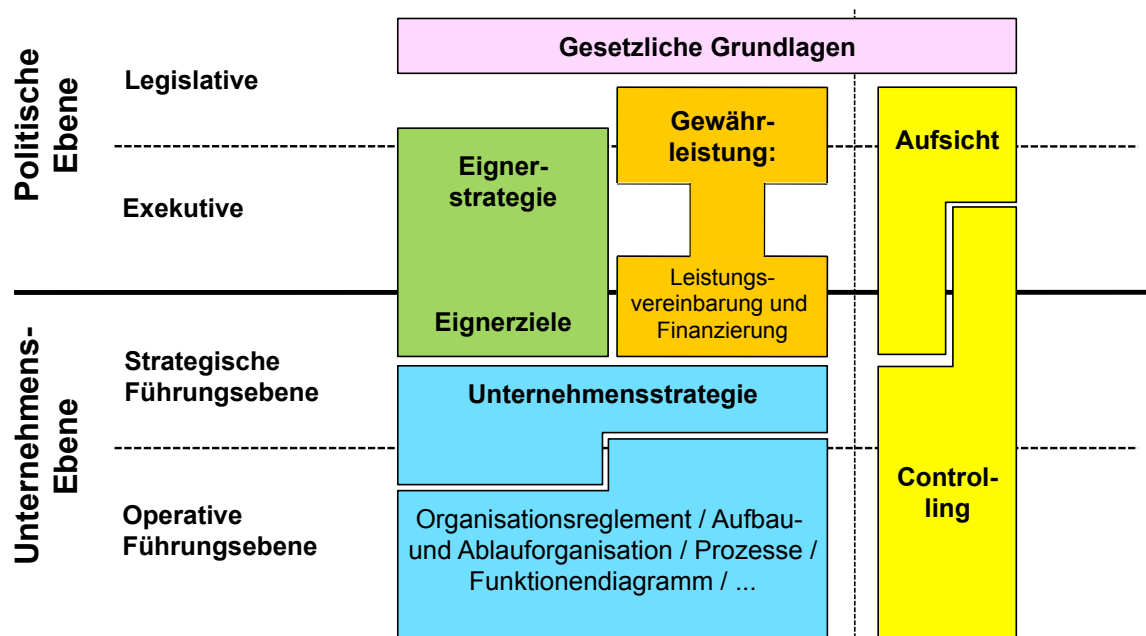 Politische
Ebene
Legislative
Exekutive
Gesetzliche Grundlagen
Eigner-
strategie
Eignerziele
Gewähr-
leistung:
Leistungs-
vereinbarung und
Finanzierung
Aufsicht
Unternehmens-
Ebene
Strategische
Führungsebene
Operative
Führungsebene
Unternehmensstrategie
Organisationsreglement / Aufbau-
und Ablauforganisation / Prozesse /
Funktionendiagramm / ...
Control-
ling